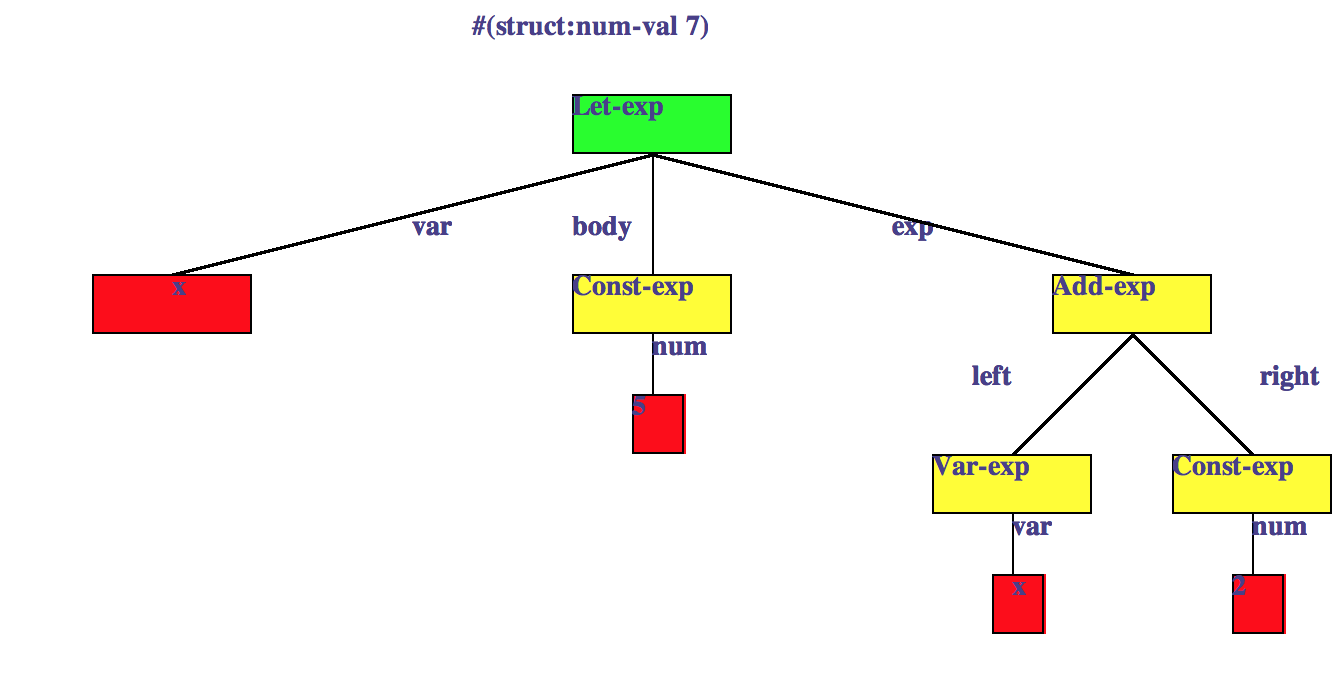 #(struct:num-val 7)
Let-exp
var
body
exp
x
Const-exp
Add-exp
num
left
right
5
Var-exp
Const-exp
var
num
x
2